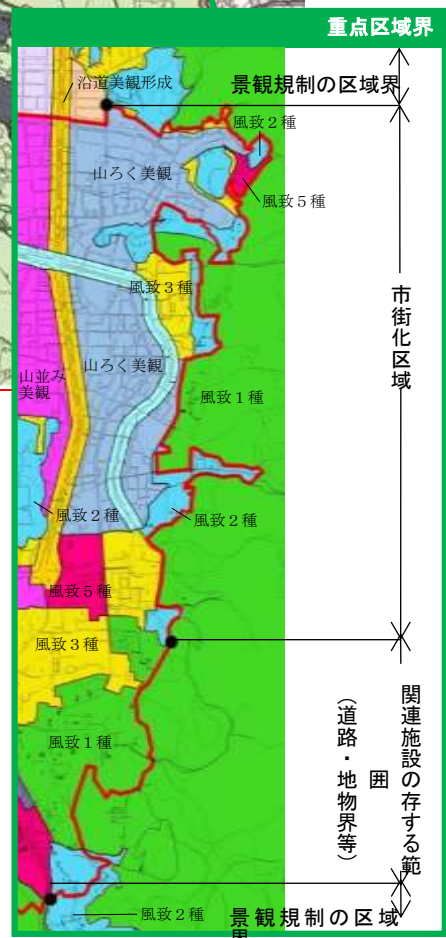 重点区域界
沿道美観形成
景観規制の区域界
風致２種
山ろく美観
風致５種
風致３種
市街化区域
山ろく美観
山並み
美観
風致１種
風致２種
風致２種
風致５種
風致３種
関連施設の存する範
囲
（道路・地物界等）
風致１種
風致２種
景観規制の区域
界